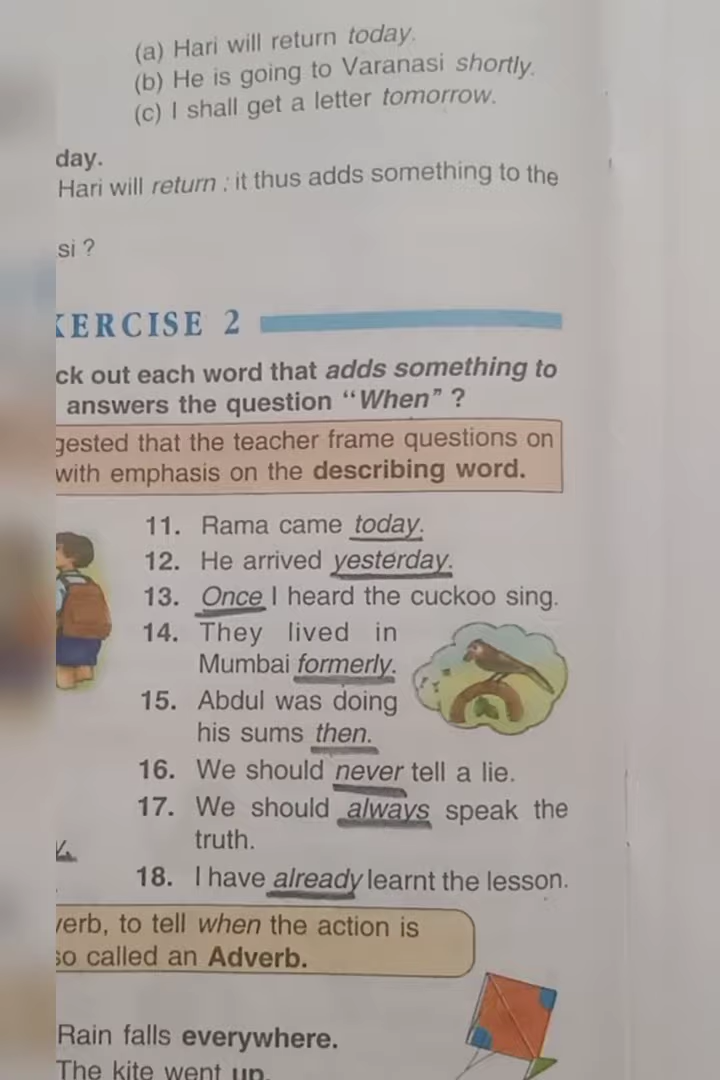 (a) Hari will return today.
(b) He is going to Varanasi shortly.
(c) I shall get a letter tomorrow.
day.
Hari will return : it thus adds something to the
si ?
XERCISE 2
ck out each word that adds something to
answers the question “When” ?
gested that the teacher frame questions on
with emphasis on the describing word.
11. Rama came today.
12. He arrived yesterday.
13. Once I heard the cuckoo sing.
14. They lived in
Mumbai formerly.
15. Abdul was doing
his sums then.
16. We should never tell a lie.
17. We should always speak the
truth.
18. I have already learnt the lesson.
verb, to tell when the action is
so called an Adverb.
Rain falls everywhere.
The kite went up.